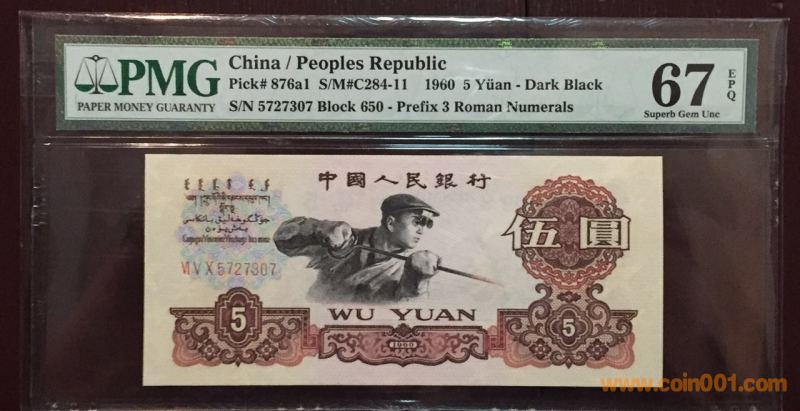 PMG
PAPER MONEY GUARANTY
China / Peoples Republic
Pick# 876a1 S/M#C284-11 1960 5 Yüan - Dark Black
S/N 5727307 Block 650 - Prefix 3 Roman Numerals
67 EPQ
Superb Gem Unc
中國人民銀行
伍圓
VI V X 5727307
WU YUAN
5
1960
5
www.coin001.com